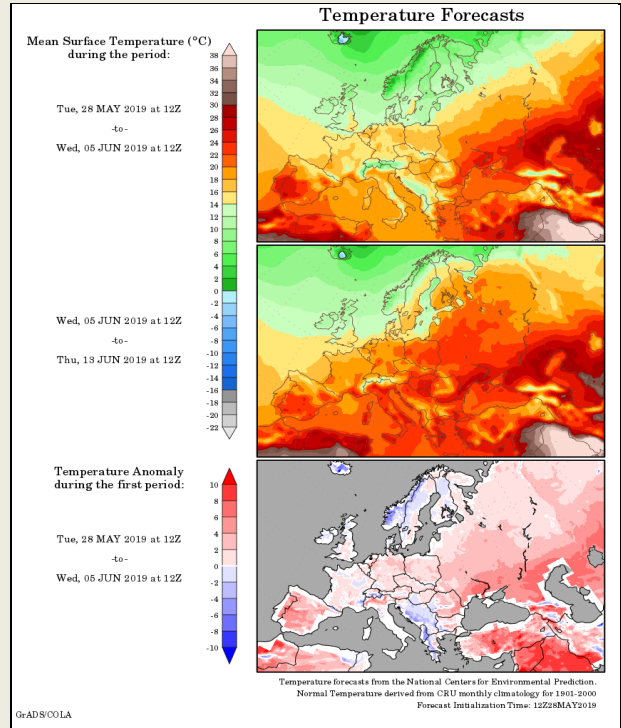 Temperature Forecasts
Mean Surface Temperature (°C)
during the period:
Tue, 28 MAY 2019 at 12Z
-to-
Wed, 05 JUN 2019 at 12Z
38
36
34
32
30
28
26
24
22
20
18
16
14
12
10
8
6
4
2
0
-2
-4
-6
-8
-10
-12
-14
-16
-18
-20
-22
Wed, 05 JUN 2019 at 12Z
-to-
Thu, 13 JUN 2019 at 12Z
Temperature Anomaly
during the first period:
Tue, 28 MAY 2019 at 12Z
-to-
Wed, 05 JUN 2019 at 12Z
10
8
6
4
2
0
-2
-4
-6
-8
-10
Temperature forecasts from the National Centers for Environmental Prediction.
Normal Temperature derived from CRU monthly climatology for 1901-2000
Forecast Initialization Time: 12Z28MAY2019
GrADS/COLA